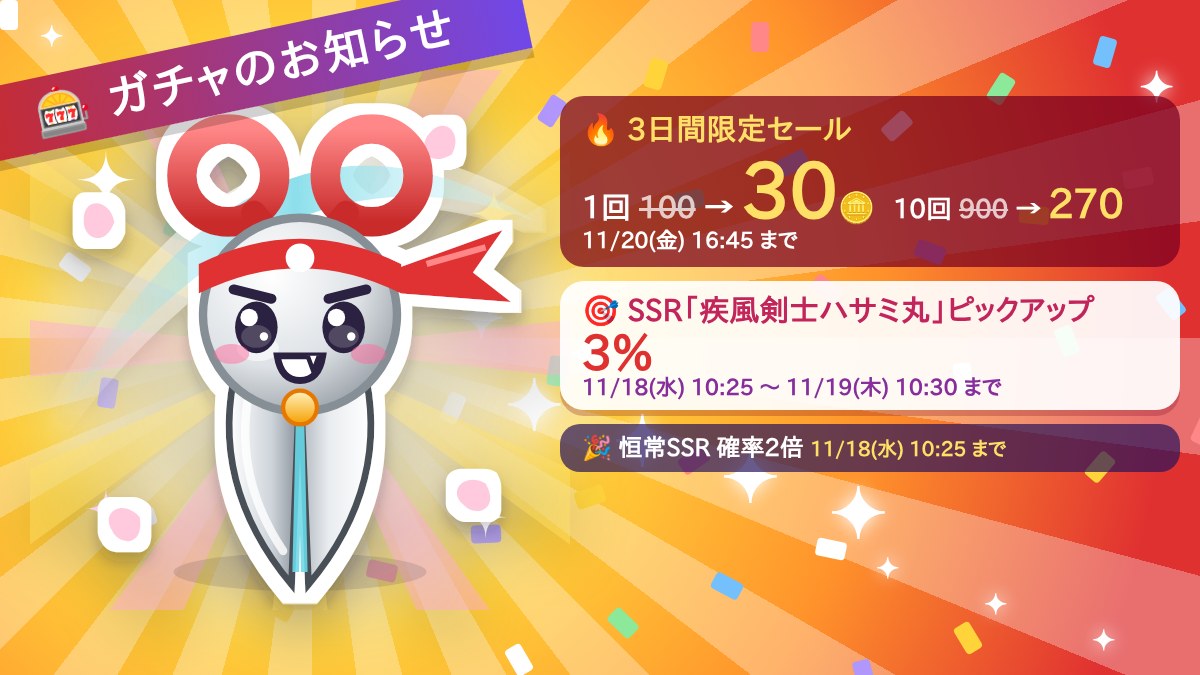 ガチャのお知らせ
777
3日間限定セール
1回 100 → 30 10回 900 → 270
11/20(金) 16:45 まで
SSR「疾風剣士ハサミ丸」ピックアップ
3%
11/18(水) 10:25 〜 11/19(木) 10:30 まで
恒常SSR 確率2倍 11/18(水) 10:25 まで